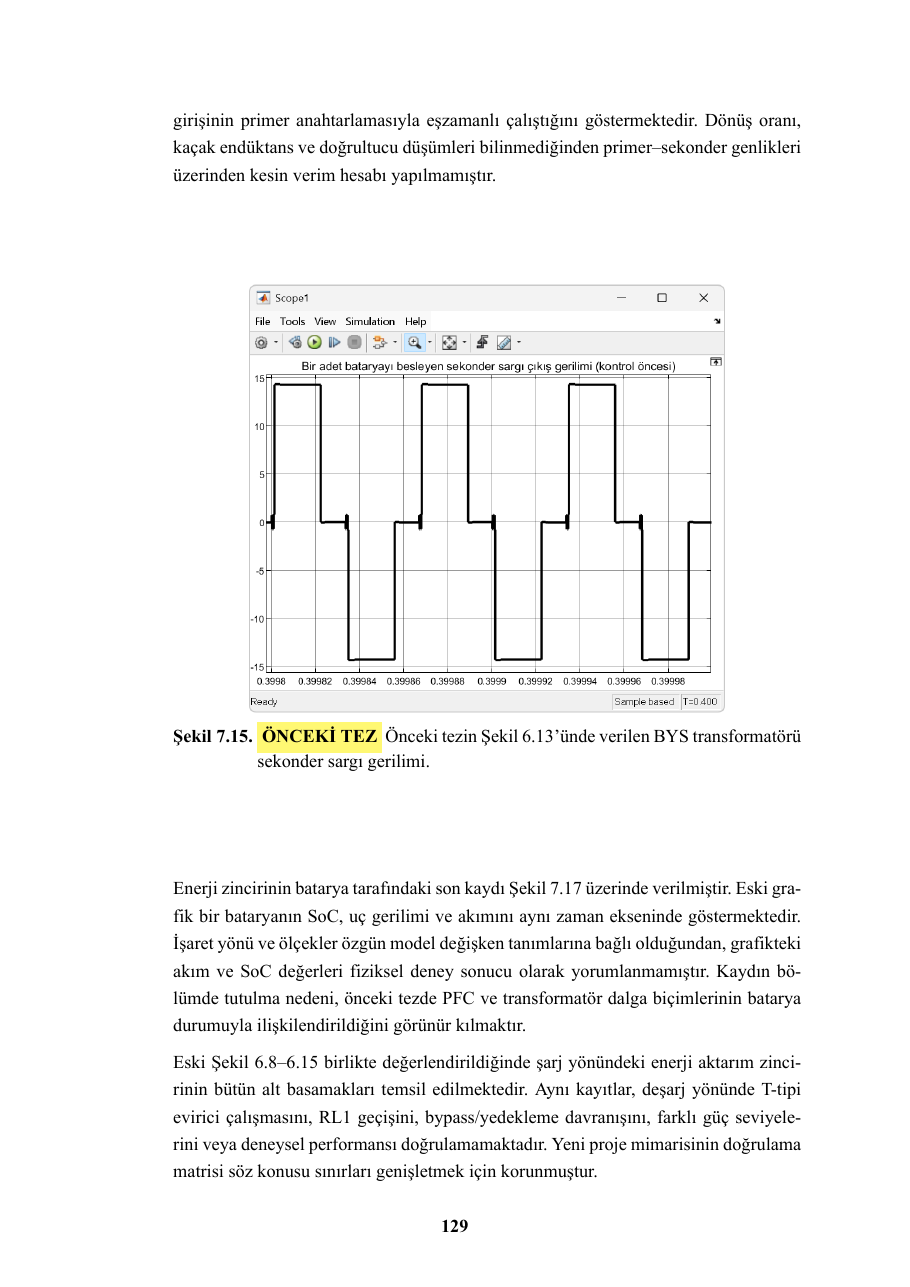 girişinin primer anahtarlamasıyla eşzamanlı çalıştığını göstermektedir. Dönüş oranı,
kaçak endüktans ve doğrultucu düşümleri bilinmediğinden primer–sekonder genlikleri
üzerinden kesin verim hesabı yapılmamıştır.
Scope1
File Tools View Simulation Help
Bir adet bataryayı besleyen sekonder sargı çıkış gerilimi (kontrol öncesi)
15
10
5
0
-5
-10
-15
0.3998 0.39982 0.39984 0.39986 0.39988 0.3999 0.39992 0.39994 0.39996 0.39998
Ready Sample based T=0.400
Şekil 7.15. ÖNCEKİ TEZ Önceki tezin Şekil 6.13’ünde verilen BYS transformatörü
sekonder sargı gerilimi.
Enerji zincirinin batarya tarafındaki son kaydı Şekil 7.17 üzerinde verilmiştir. Eski gra-
fik bir bataryanın SoC, uç gerilimi ve akımını aynı zaman ekseninde göstermektedir.
İşaret yönü ve ölçekler özgün model değişken tanımlarına bağlı olduğundan, grafikteki
akım ve SoC değerleri fiziksel deney sonucu olarak yorumlanmamıştır. Kaydın bö-
lümde tutulma nedeni, önceki tezde PFC ve transformatör dalga biçimlerinin batarya
durumuyla ilişkilendirildiğini görünür kılmaktır.
Eski Şekil 6.8–6.15 birlikte değerlendirildiğinde şarj yönündeki enerji aktarım zinci-
rinin bütün alt basamakları temsil edilmektedir. Aynı kayıtlar, deşarj yönünde T-tipi
evirici çalışmasını, RL1 geçişini, bypass/yedekleme davranışını, farklı güç seviyele-
rini veya deneysel performansı doğrulamamaktadır. Yeni proje mimarisinin doğrulama
matrisi söz konusu sınırları genişletmek için korunmuştur.
129